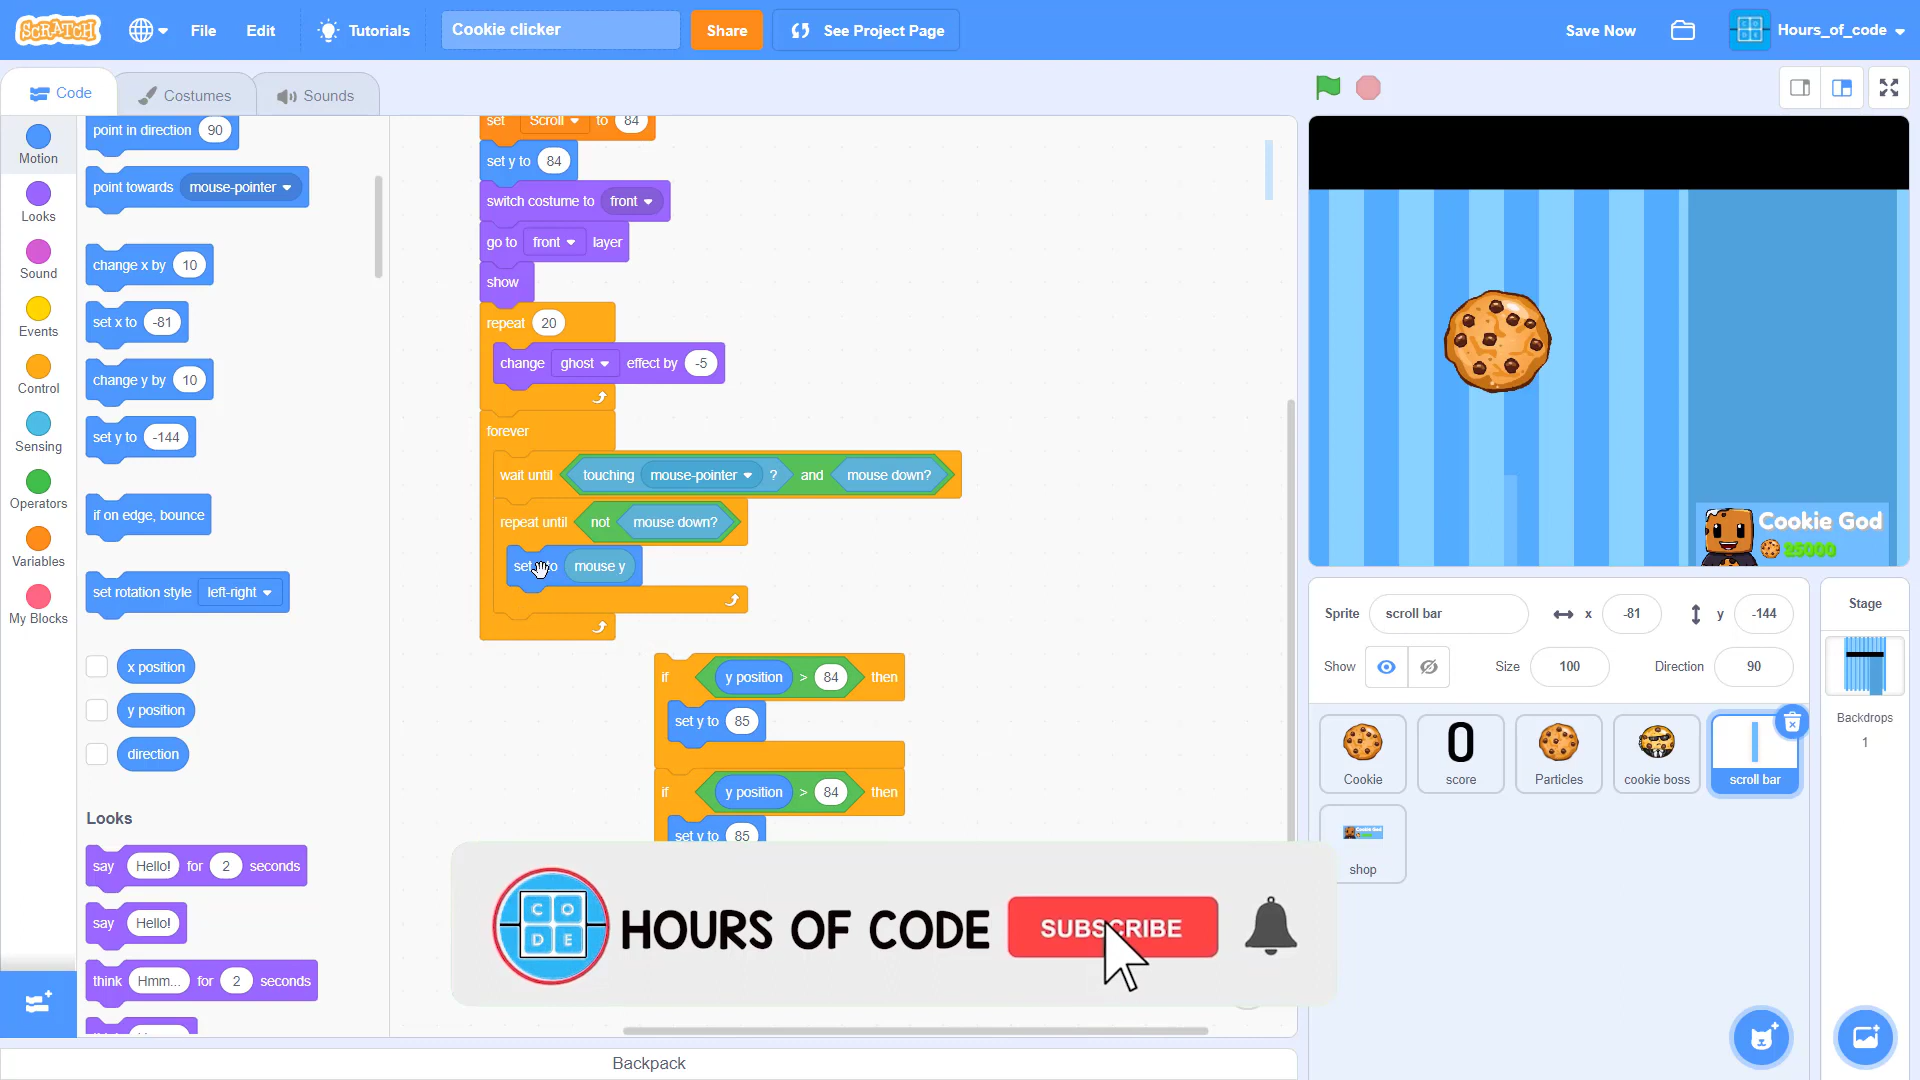 SCRATCH
File
Edit
Tutorials
Cookie clicker
Share
See Project Page
Save Now
Hours_of_code
Code
Costumes
Sounds
Motion
Looks
Sound
Events
Control
Sensing
Operators
Variables
My Blocks
point in direction 90
point towards mouse-pointer
change x by 10
set x to -81
change y by 10
set y to -144
if on edge, bounce
set rotation style left-right
x position
y position
direction
Looks
say Hello! for 2 seconds
say Hello!
think Hmm... for 2 seconds
set Scroll to 84
set y to 84
switch costume to front
go to front layer
show
repeat 20
change ghost effect by -5
forever
wait until touching mouse-pointer ? and mouse down?
repeat until not mouse down?
set to mouse y
if y position > 84 then
set y to 85
if y position > 84 then
set y to 85
CODE
HOURS OF CODE
SUBSCRIBE
Backpack
Cookie God
25000
Sprite scroll bar x -81 y -144
Show Size 100 Direction 90
Cookie
score
Particles
cookie boss
scroll bar
shop
Stage
Backdrops
1